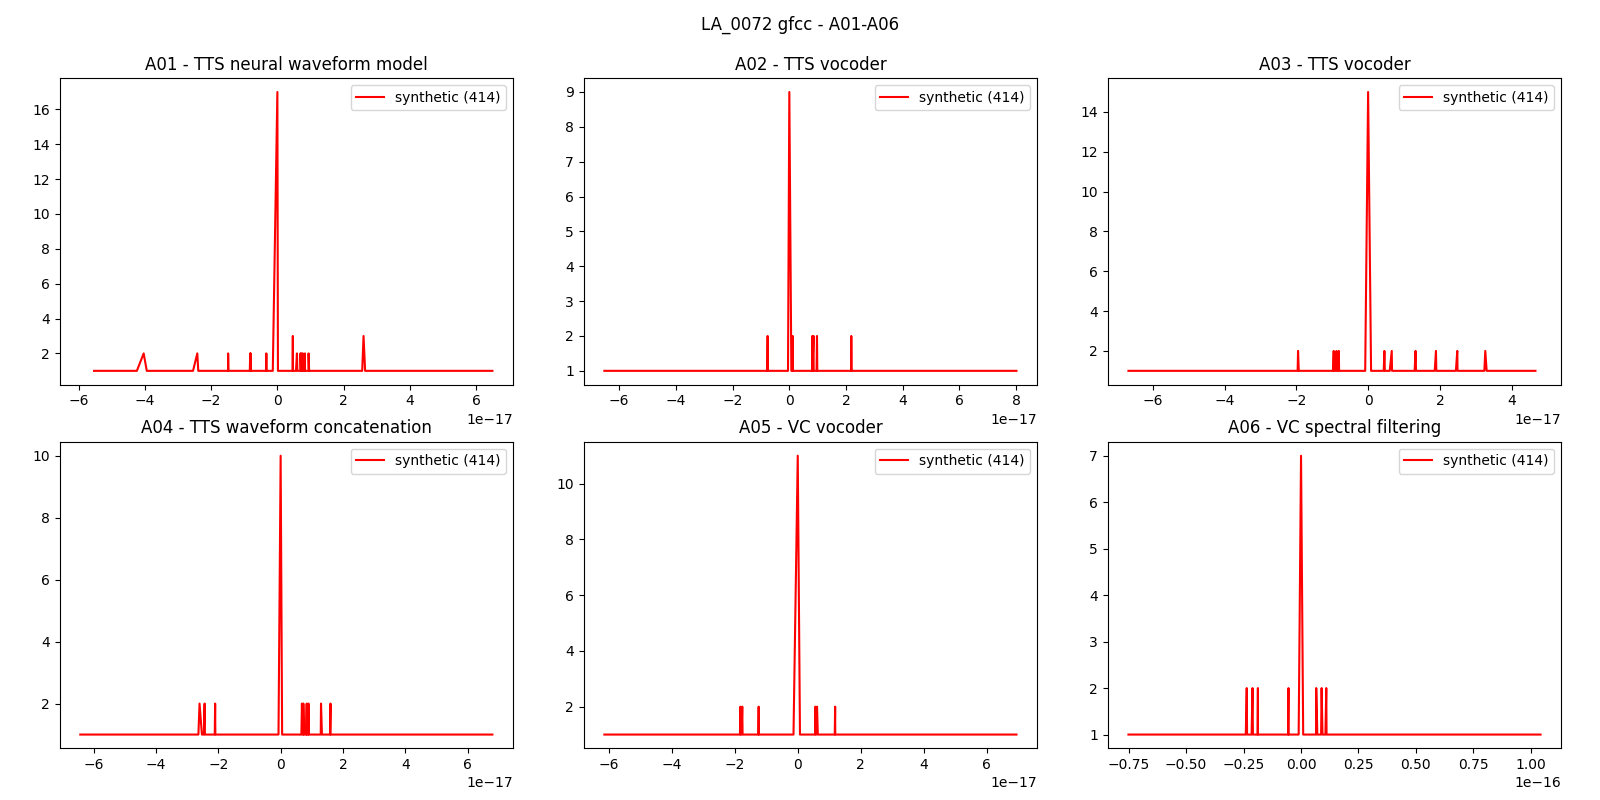 LA_0072 gfcc - A01-A06
A01 - TTS neural waveform model
synthetic (414)
16
14
12
10
8
6
4
2
−6 −4 −2 0 2 4 6
1e−17
A02 - TTS vocoder
synthetic (414)
9
8
7
6
5
4
3
2
1
−6 −4 −2 0 2 4 6 8
1e−17
A03 - TTS vocoder
synthetic (414)
14
12
10
8
6
4
2
−6 −4 −2 0 2 4
1e−17
A04 - TTS waveform concatenation
synthetic (414)
10
8
6
4
2
−6 −4 −2 0 2 4 6
1e−17
A05 - VC vocoder
synthetic (414)
10
8
6
4
2
−6 −4 −2 0 2 4 6
1e−17
A06 - VC spectral filtering
synthetic (414)
7
6
5
4
3
2
1
−0.75 −0.50 −0.25 0.00 0.25 0.50 0.75 1.00
1e−16